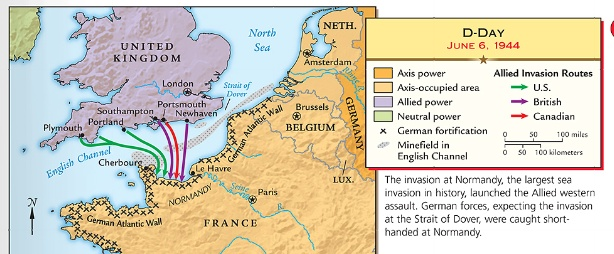 UNITED
KINGDOM
North
Sea
NETH.
Amsterdam
London
Strait of
Dover
Southampton
Portsmouth
Newhaven
Portland
Plymouth
Brussels
BELGIUM
GERMANY
German Atlantic Wall
English Channel
Cherbourg
Le Havre
LUX.
NORMANDY
Seine
Paris
N
German Atlantic Wall
FRANCE
D-DAY
JUNE 6, 1944
Axis power
Axis-occupied area
Allied power
Neutral power
German fortification
Minefield in
English Channel
Allied Invasion Routes
U.S.
British
Canadian
0 50 100 miles
0 50 100 kilometers
The invasion at Normandy, the largest sea
invasion in history, launched the Allied western
assault. German forces, expecting the invasion
at the Strait of Dover, were caught short-
handed at Normandy.